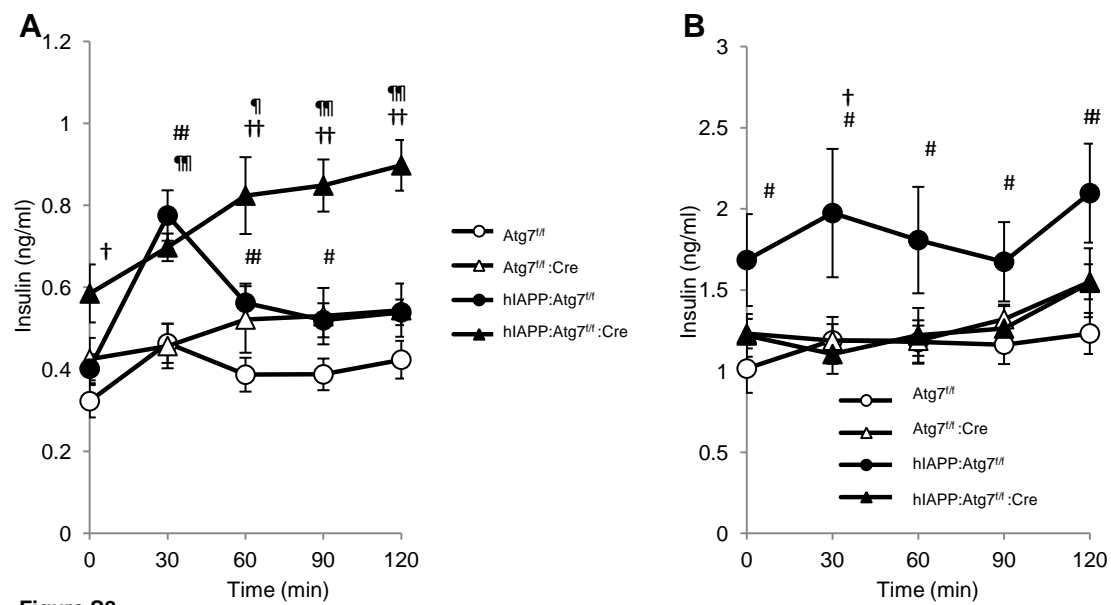 A
B
1.2
1
0.8
0.6
0.4
0.2
0
Insulin (ng/ml)
†
##
¶¶
¶
††
##
¶¶
††
#
¶¶
††
0
30
60
90
120
Time (min)
Atg7f/f
Atg7f/f :Cre
hIAPP:Atg7f/f
hIAPP:Atg7f/f :Cre
3
2.5
2
1.5
1
0.5
0
Insulin (ng/ml)
#
†
#
#
#
##
Atg7f/f
Atg7f/f :Cre
hIAPP:Atg7f/f
hIAPP:Atg7f/f :Cre
0
30
60
90
120
Time (min)